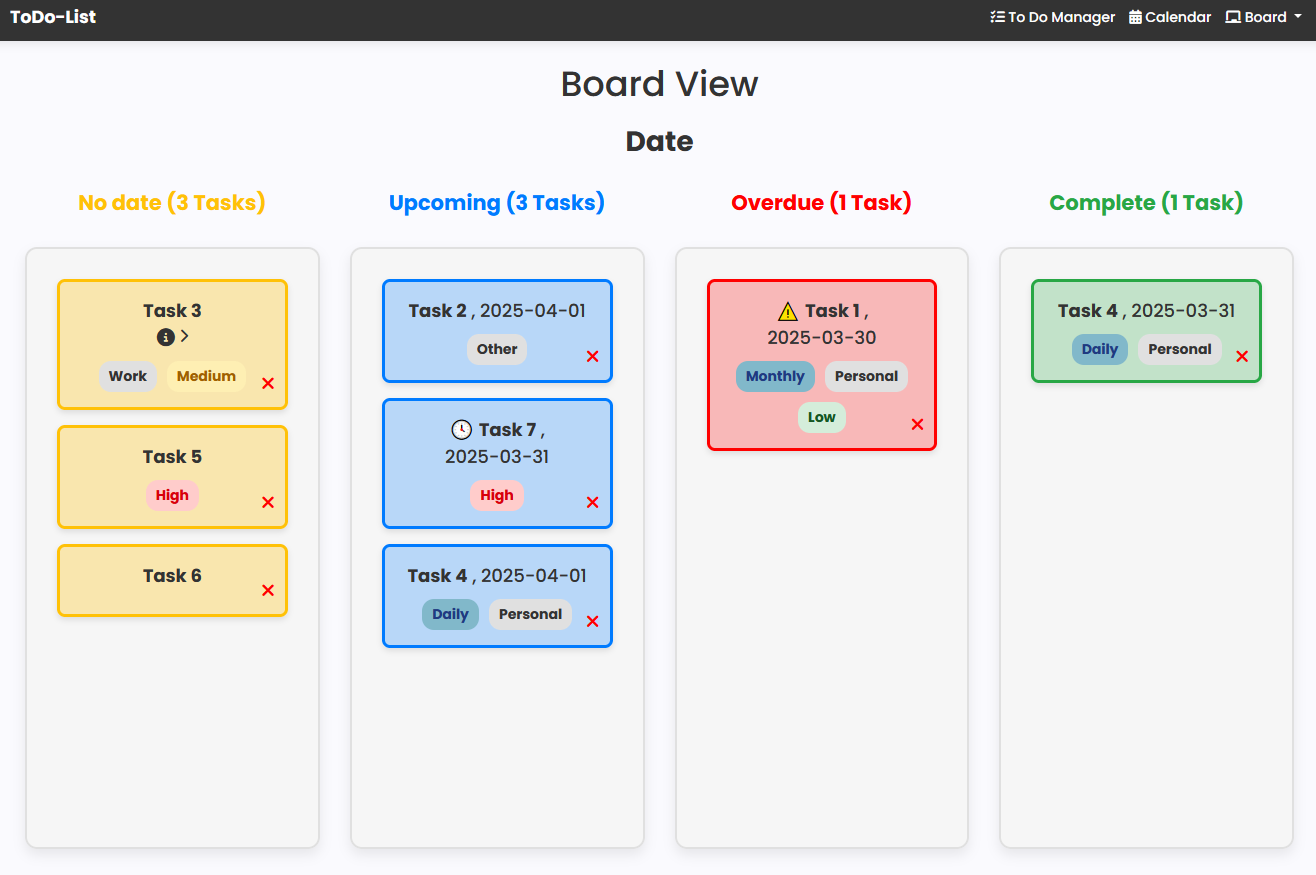 ToDo-List
To Do Manager Calendar Board
Board View
Date
No date (3 Tasks)
Task 3
Work Medium
Task 5
High
Task 6
Upcoming (3 Tasks)
Task 2 , 2025-04-01
Other
Task 7 ,
2025-03-31
High
Task 4 , 2025-04-01
Daily Personal
Overdue (1 Task)
Task 1 ,
2025-03-30
Monthly Personal
Low
Complete (1 Task)
Task 4 , 2025-03-31
Daily Personal